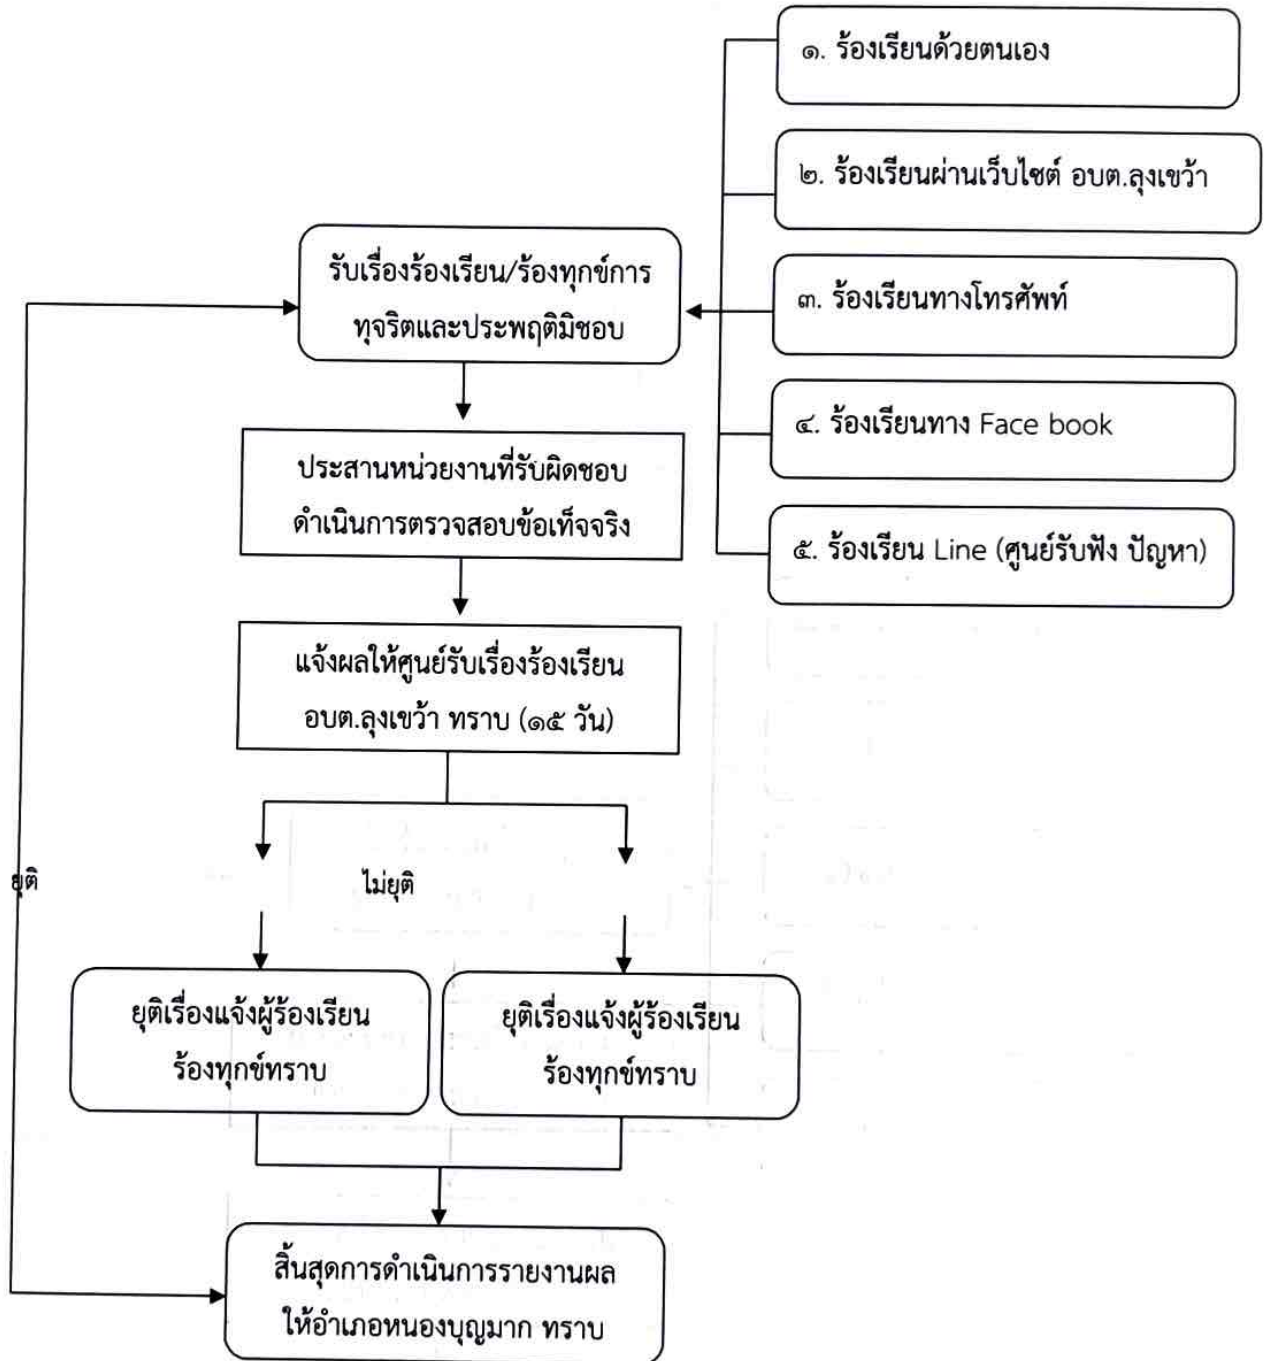 ๑. ร้องเรียนด้วยตนเอง
๒. ร้องเรียนผ่านเว็บไซต์ อบต.ลุงเขว้า
รับเรื่องร้องเรียน/ร้องทุกข์การ
ทุจริตและประพฤติมิชอบ
๓. ร้องเรียนทางโทรศัพท์
๔. ร้องเรียนทาง Face book
๕. ร้องเรียน Line (ศูนย์รับฟัง ปัญหา)
ประสานหน่วยงานที่รับผิดชอบ
ดำเนินการตรวจสอบข้อเท็จจริง
แจ้งผลให้ศูนย์รับเรื่องร้องเรียน
อบต.ลุงเขว้า ทราบ (๑๕ วัน)
ยุติ
ไม่ยุติ
ยุติเรื่องแจ้งผู้ร้องเรียน
ร้องทุกข์ทราบ
ยุติเรื่องแจ้งผู้ร้องเรียน
ร้องทุกข์ทราบ
สิ้นสุดการดำเนินการรายงานผล
ให้อำเภอหนองบุญมาก ทราบ